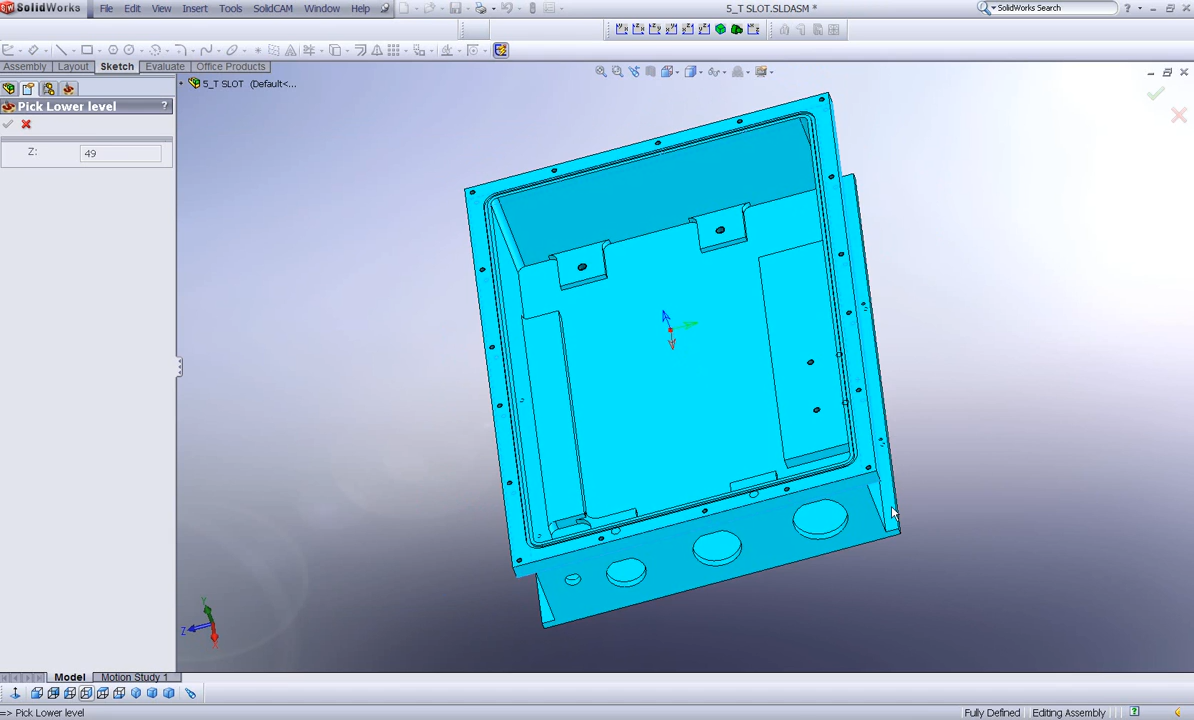 SolidWorks File Edit View Insert Tools SolidCAM Window Help 5_T SLOT.SLDASM * SolidWorks Search ?
Assembly Layout Sketch Evaluate Office Products
5_T SLOT (Default<...
Pick Lower level ?
Z: 49
Y
Z
X
Model Motion Study 1
=> Pick Lower level Fully Defined Editing Assembly ?